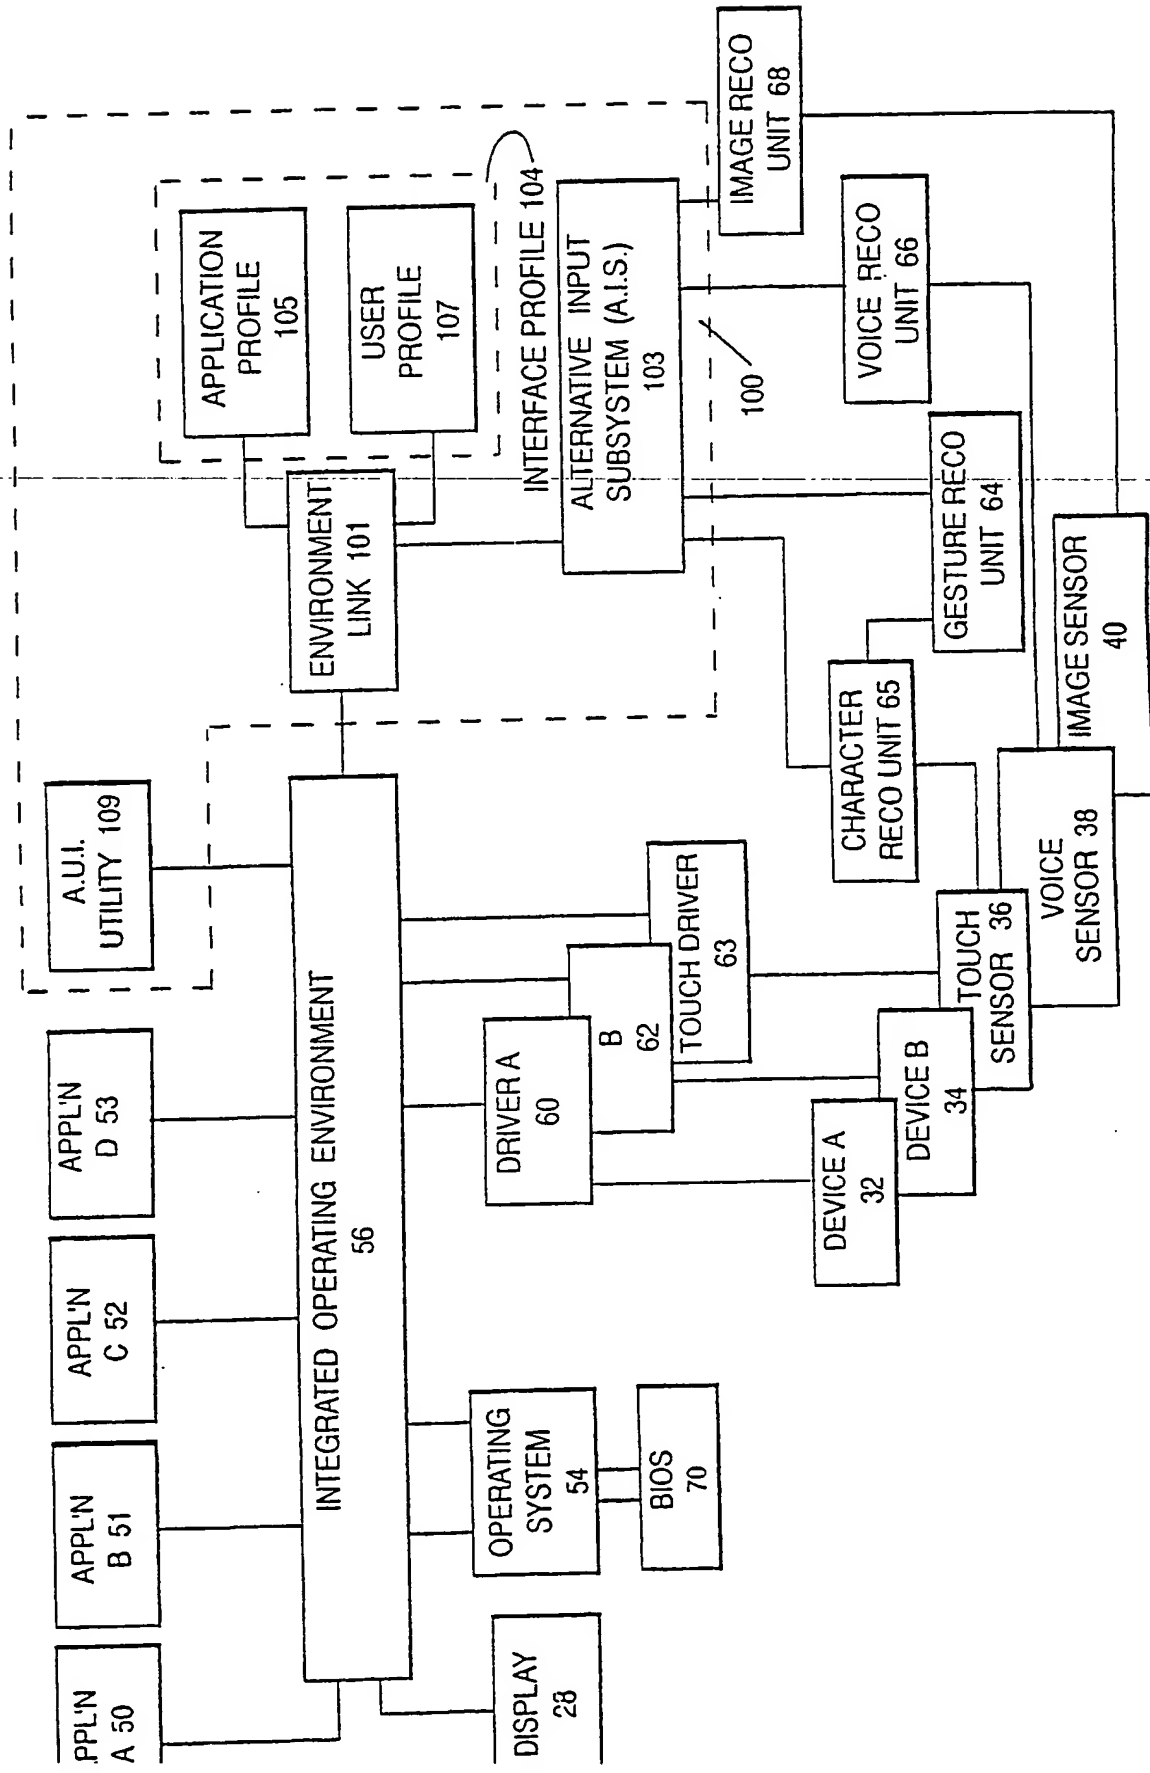 PPL'N
A 50
APPL'N
B 51
APPL'N
C 52
APPL'N
D 53
A.U.I.
UTILITY 109
INTEGRATED OPERATING ENVIRONMENT
56
ENVIRONMENT
LINK 101
APPLICATION
PROFILE
105
USER
PROFILE
107
INTERFACE PROFILE 104
ALTERNATIVE INPUT
SUBSYSTEM (A.I.S.)
103
100
DISPLAY
28
OPERATING
SYSTEM
54
BIOS
70
DRIVER A
60
B
62
TOUCH DRIVER
63
DEVICE A
32
DEVICE B
34
TOUCH
SENSOR 36
VOICE
SENSOR 38
IMAGE SENSOR
40
CHARACTER
RECO UNIT 65
GESTURE RECO
UNIT 64
VOICE RECO
UNIT 66
IMAGE RECO
UNIT 68